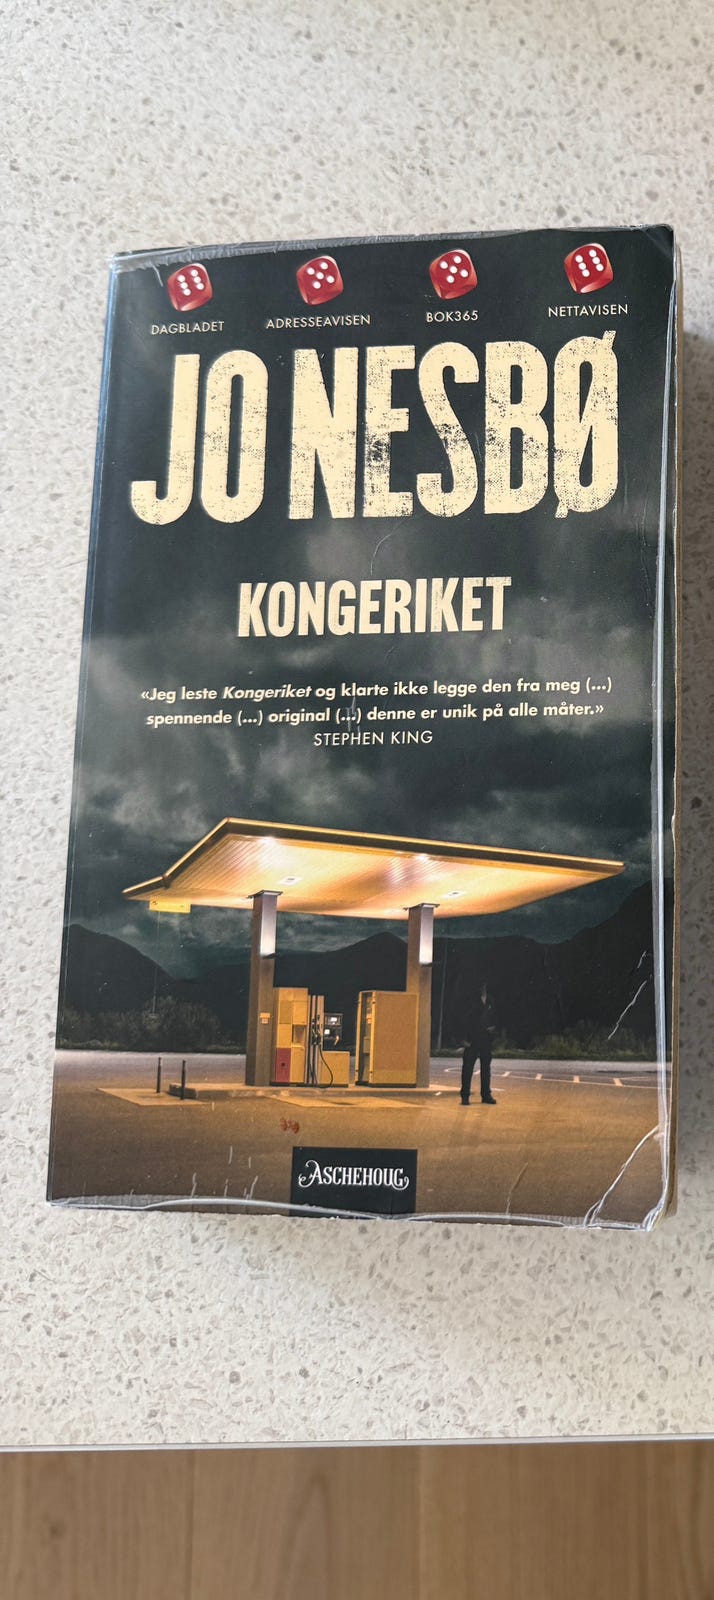 DAGBLADET
ADRESSEAVISEN
BOK365
NETTAVISEN
JO NESBØ
KONGERIKET
«Jeg leste Kongeriket og klarte ikke legge den fra meg (...)
spennende (...) original (...) denne er unik på alle måter.»
STEPHEN KING
ASCHEHOUG